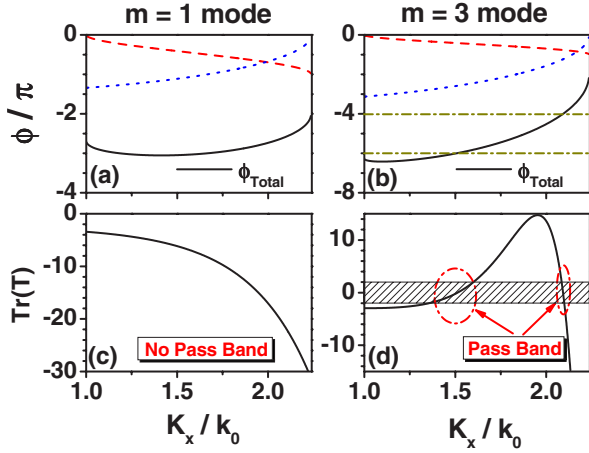 m = 1 mode
m = 3 mode
0
-2
-4
ϕ / π
(a)
ϕTotal
0
-2
-4
-6
-8
(b)
ϕTotal
0
-10
-20
-30
Tr(T)
(c)
No Pass Band
1.0
1.5
2.0
Kx / k0
10
0
-10
(d)
Pass Band
1.0
1.5
2.0
Kx / k0